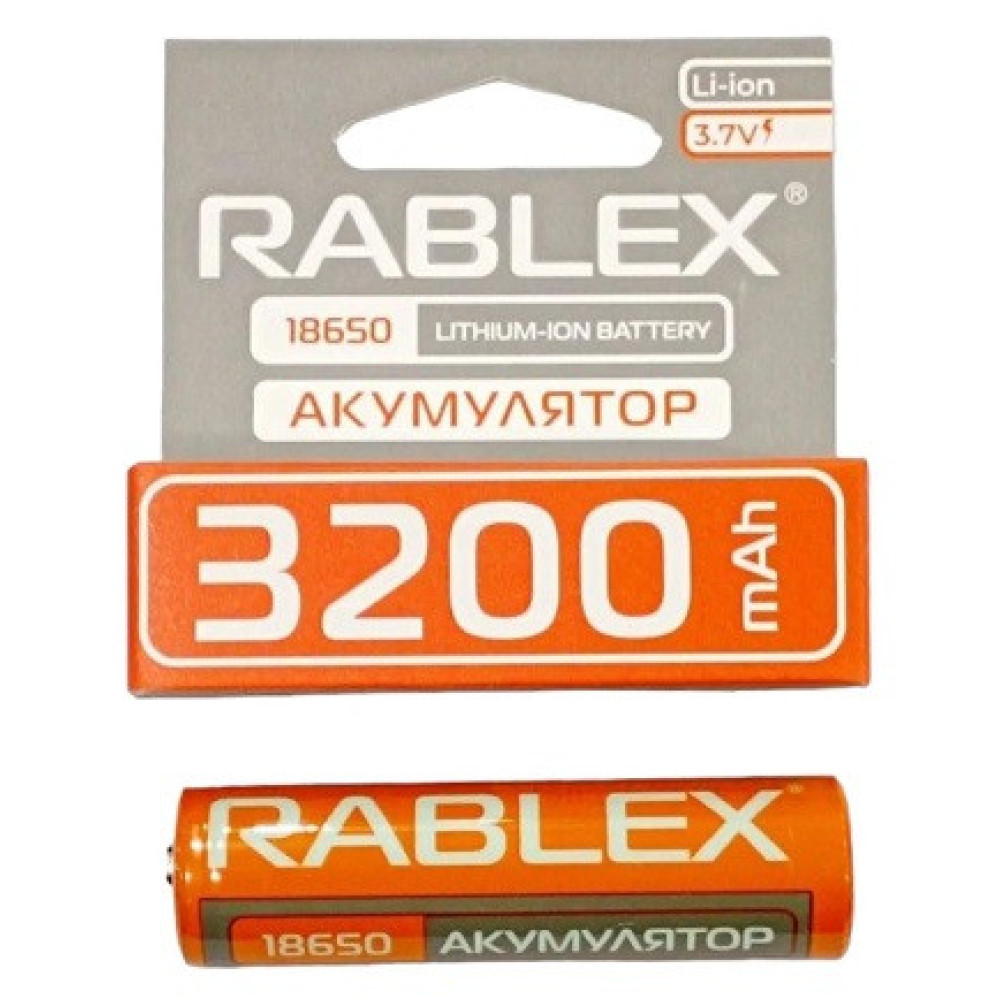 Li-ion
3.7V
RABLEX®
18650 LITHIUM-ION BATTERY
АКУМУЛЯТОР
3200 mAh
RABLEX®
18650 АКУМУЛЯТОР